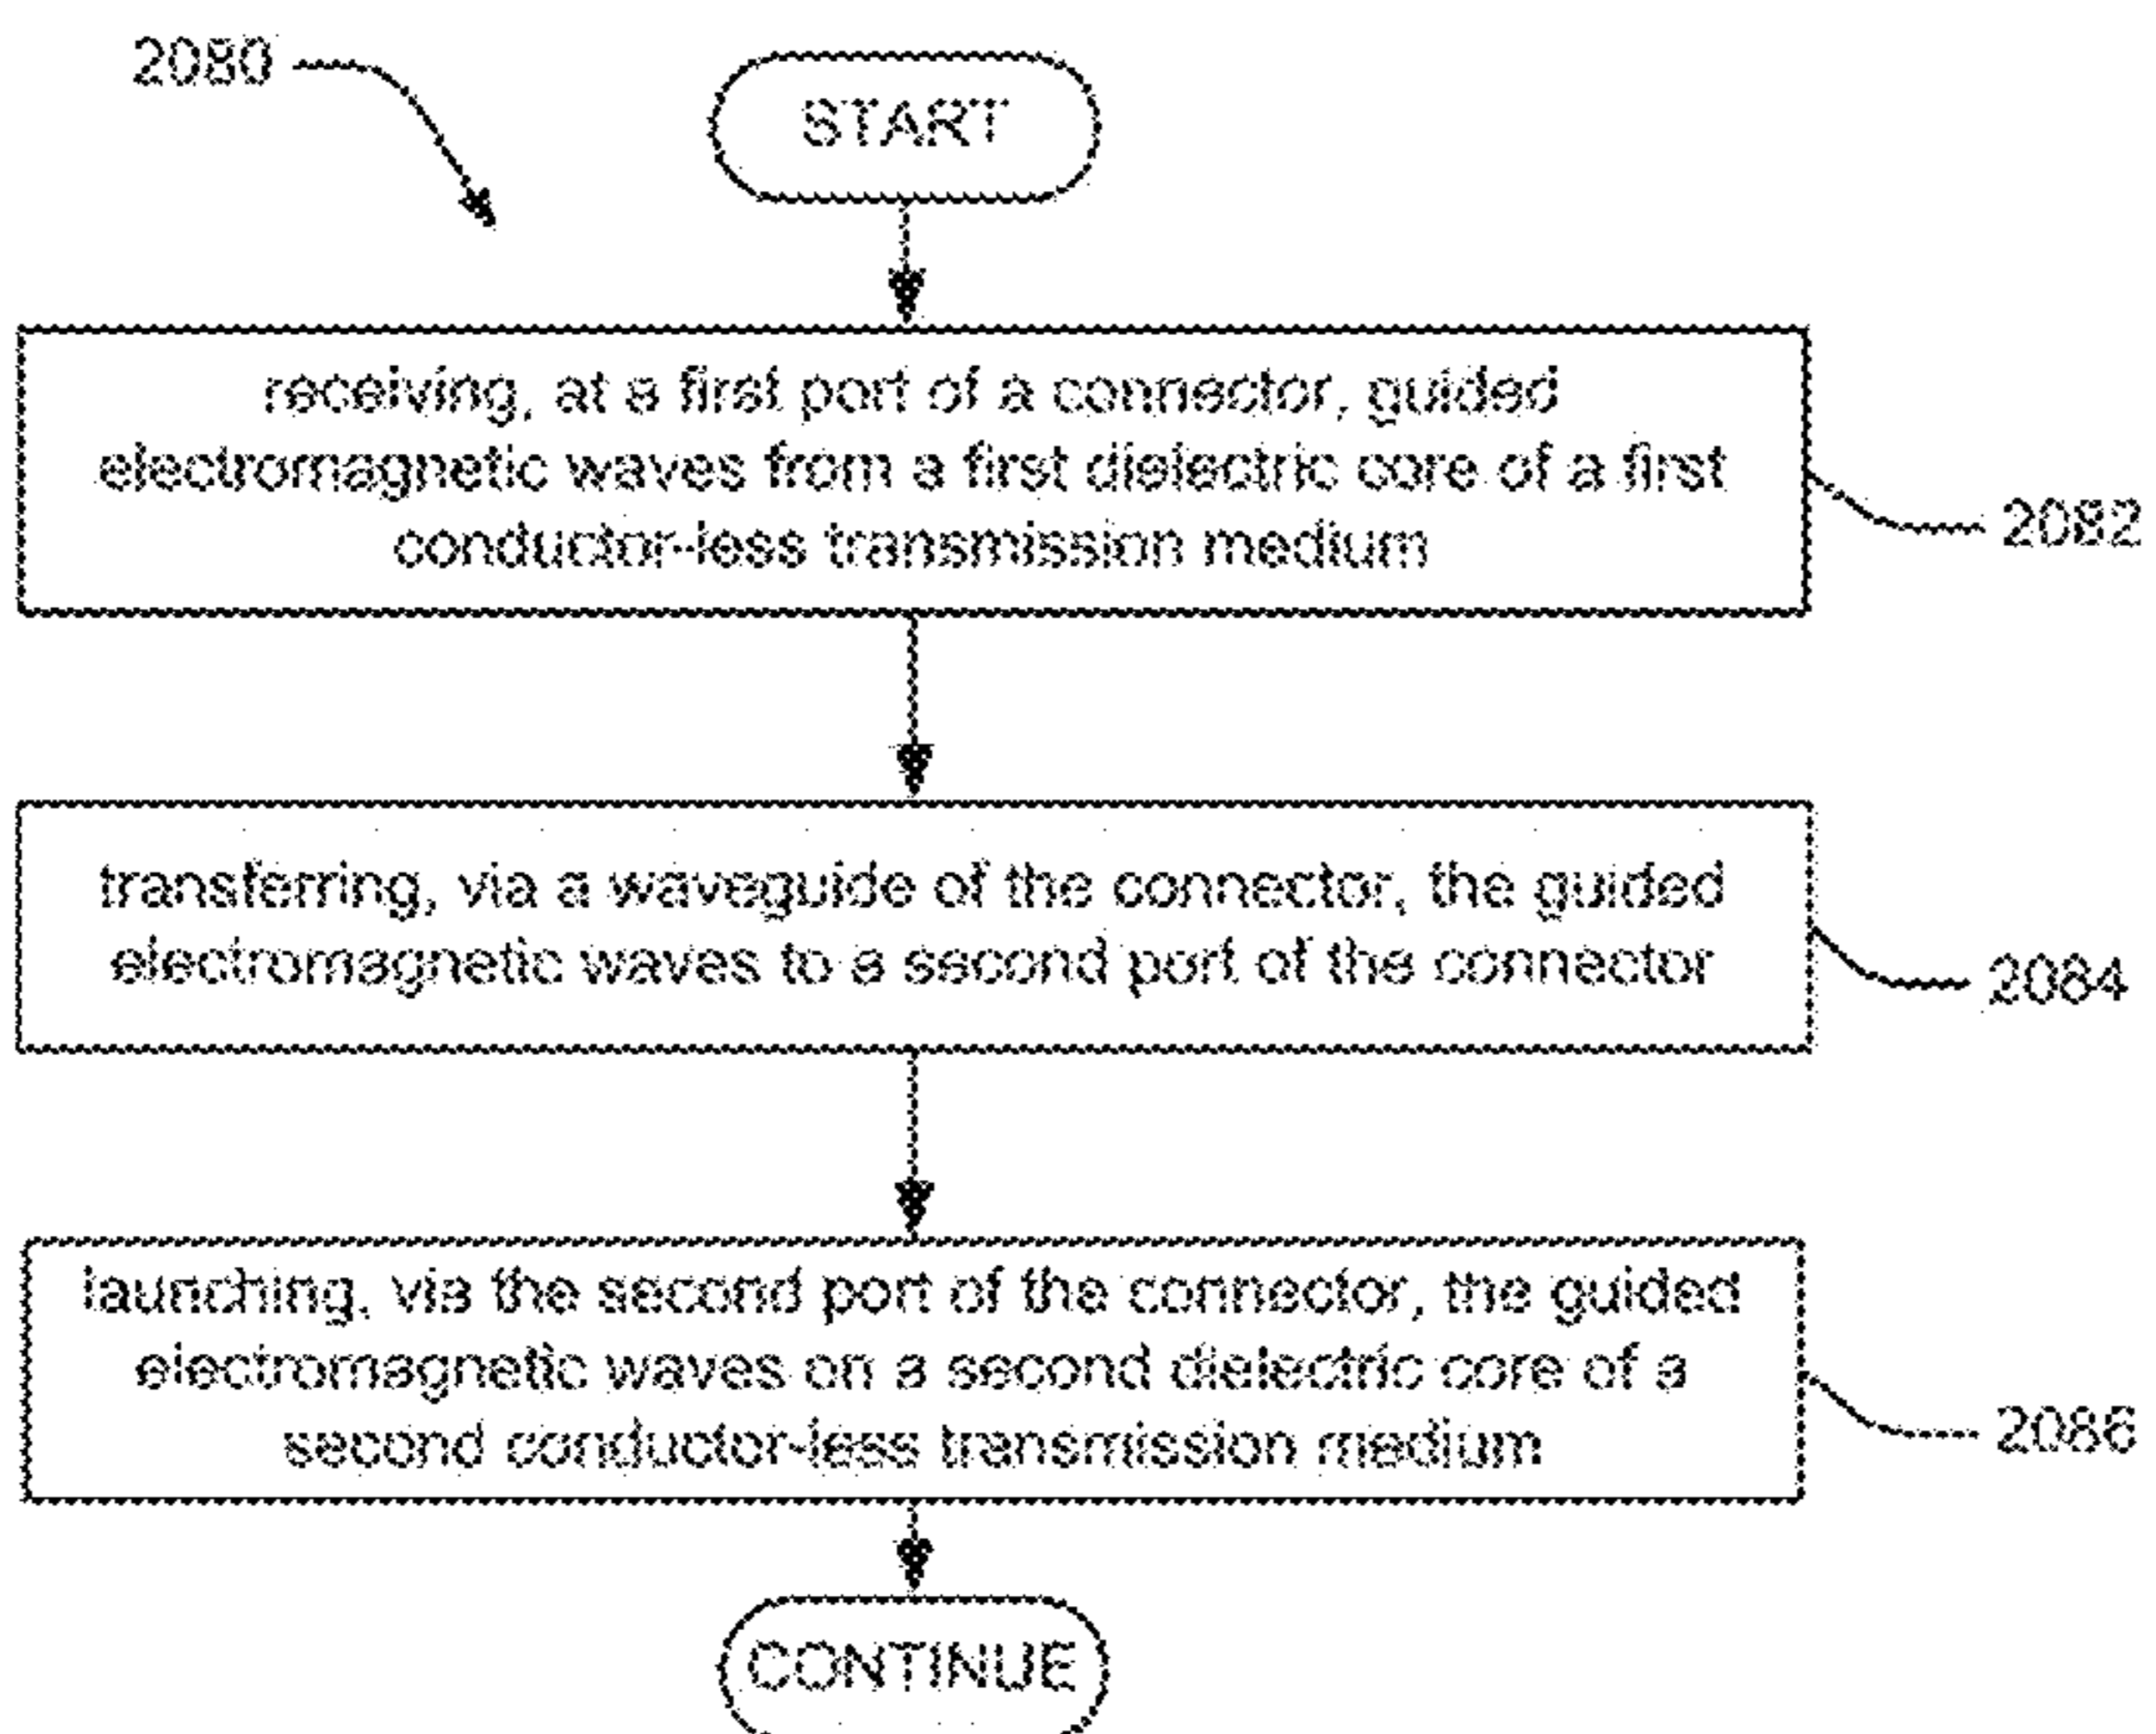 2080
START
receiving, at a first port of a connector, guided
electromagnetic waves from a first dielectric core of a first
conductor-less transmission medium
2082
transferring, via a waveguide of the connector, the guided
electromagnetic waves to a second port of the connector
2084
launching, via the second port of the connector, the guided
electromagnetic waves on a second dielectric core of a
second conductor-less transmission medium
2086
CONTINUE